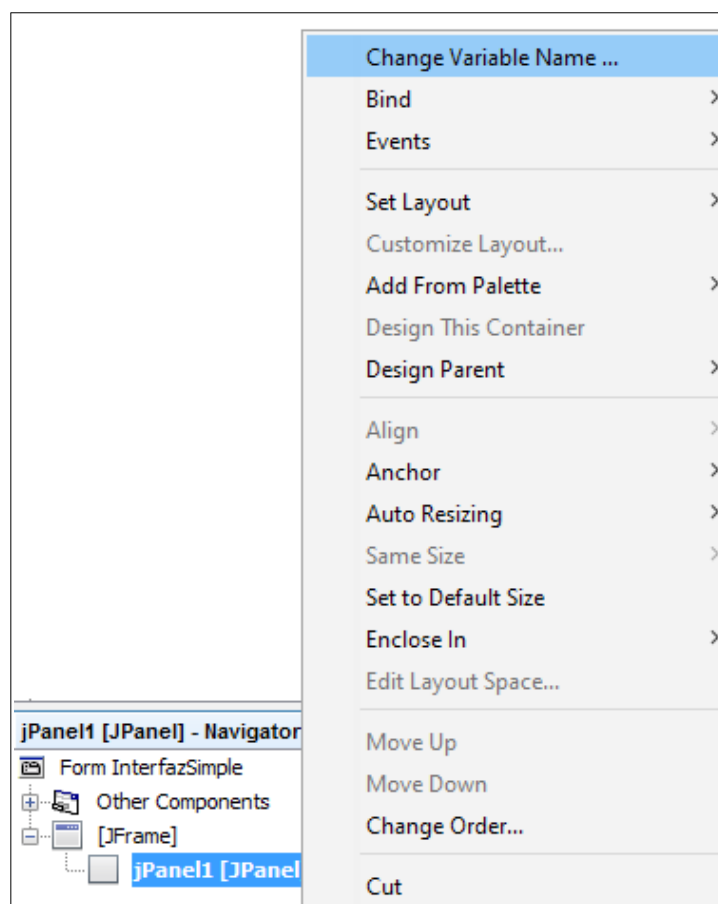 Change Variable Name ...
Bind
Events
Set Layout
Customize Layout...
Add From Palette
Design This Container
Design Parent
Align
Anchor
Auto Resizing
Same Size
Set to Default Size
Enclose In
Edit Layout Space...
Move Up
Move Down
Change Order...
Cut
jPanel1 [JPanel] - Navigator
Form InterfazSimple
Other Components
[JFrame]
jPanel1 [JPanel